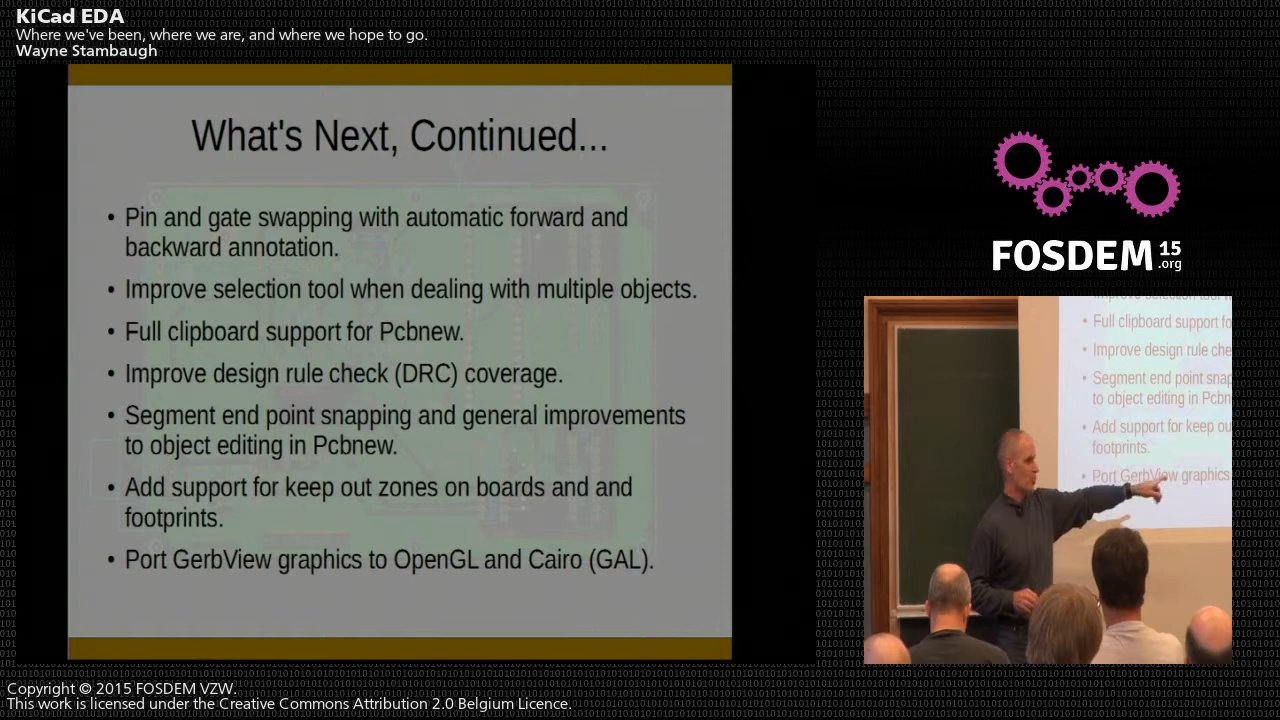 KiCad EDA
Where we've been, where we are, and where we hope to go.
Wayne Stambaugh
What's Next, Continued...
• Pin and gate swapping with automatic forward and
backward annotation.
• Improve selection tool when dealing with multiple objects.
• Full clipboard support for Pcbnew.
• Improve design rule check (DRC) coverage.
• Segment end point snapping and general improvements
to object editing in Pcbnew.
• Add support for keep out zones on boards and and
footprints.
• Port GerbView graphics to OpenGL and Cairo (GAL).
FOSDEM 15
.org
• Full clipboard support fo
• Improve design rule che
• Segment end point snap
to object editing in Pcbn
• Add support for keep ou
footprints.
• Port GerbView graphics
Copyright © 2015 FOSDEM VZW.
This work is licensed under the Creative Commons Attribution 2.0 Belgium Licence.